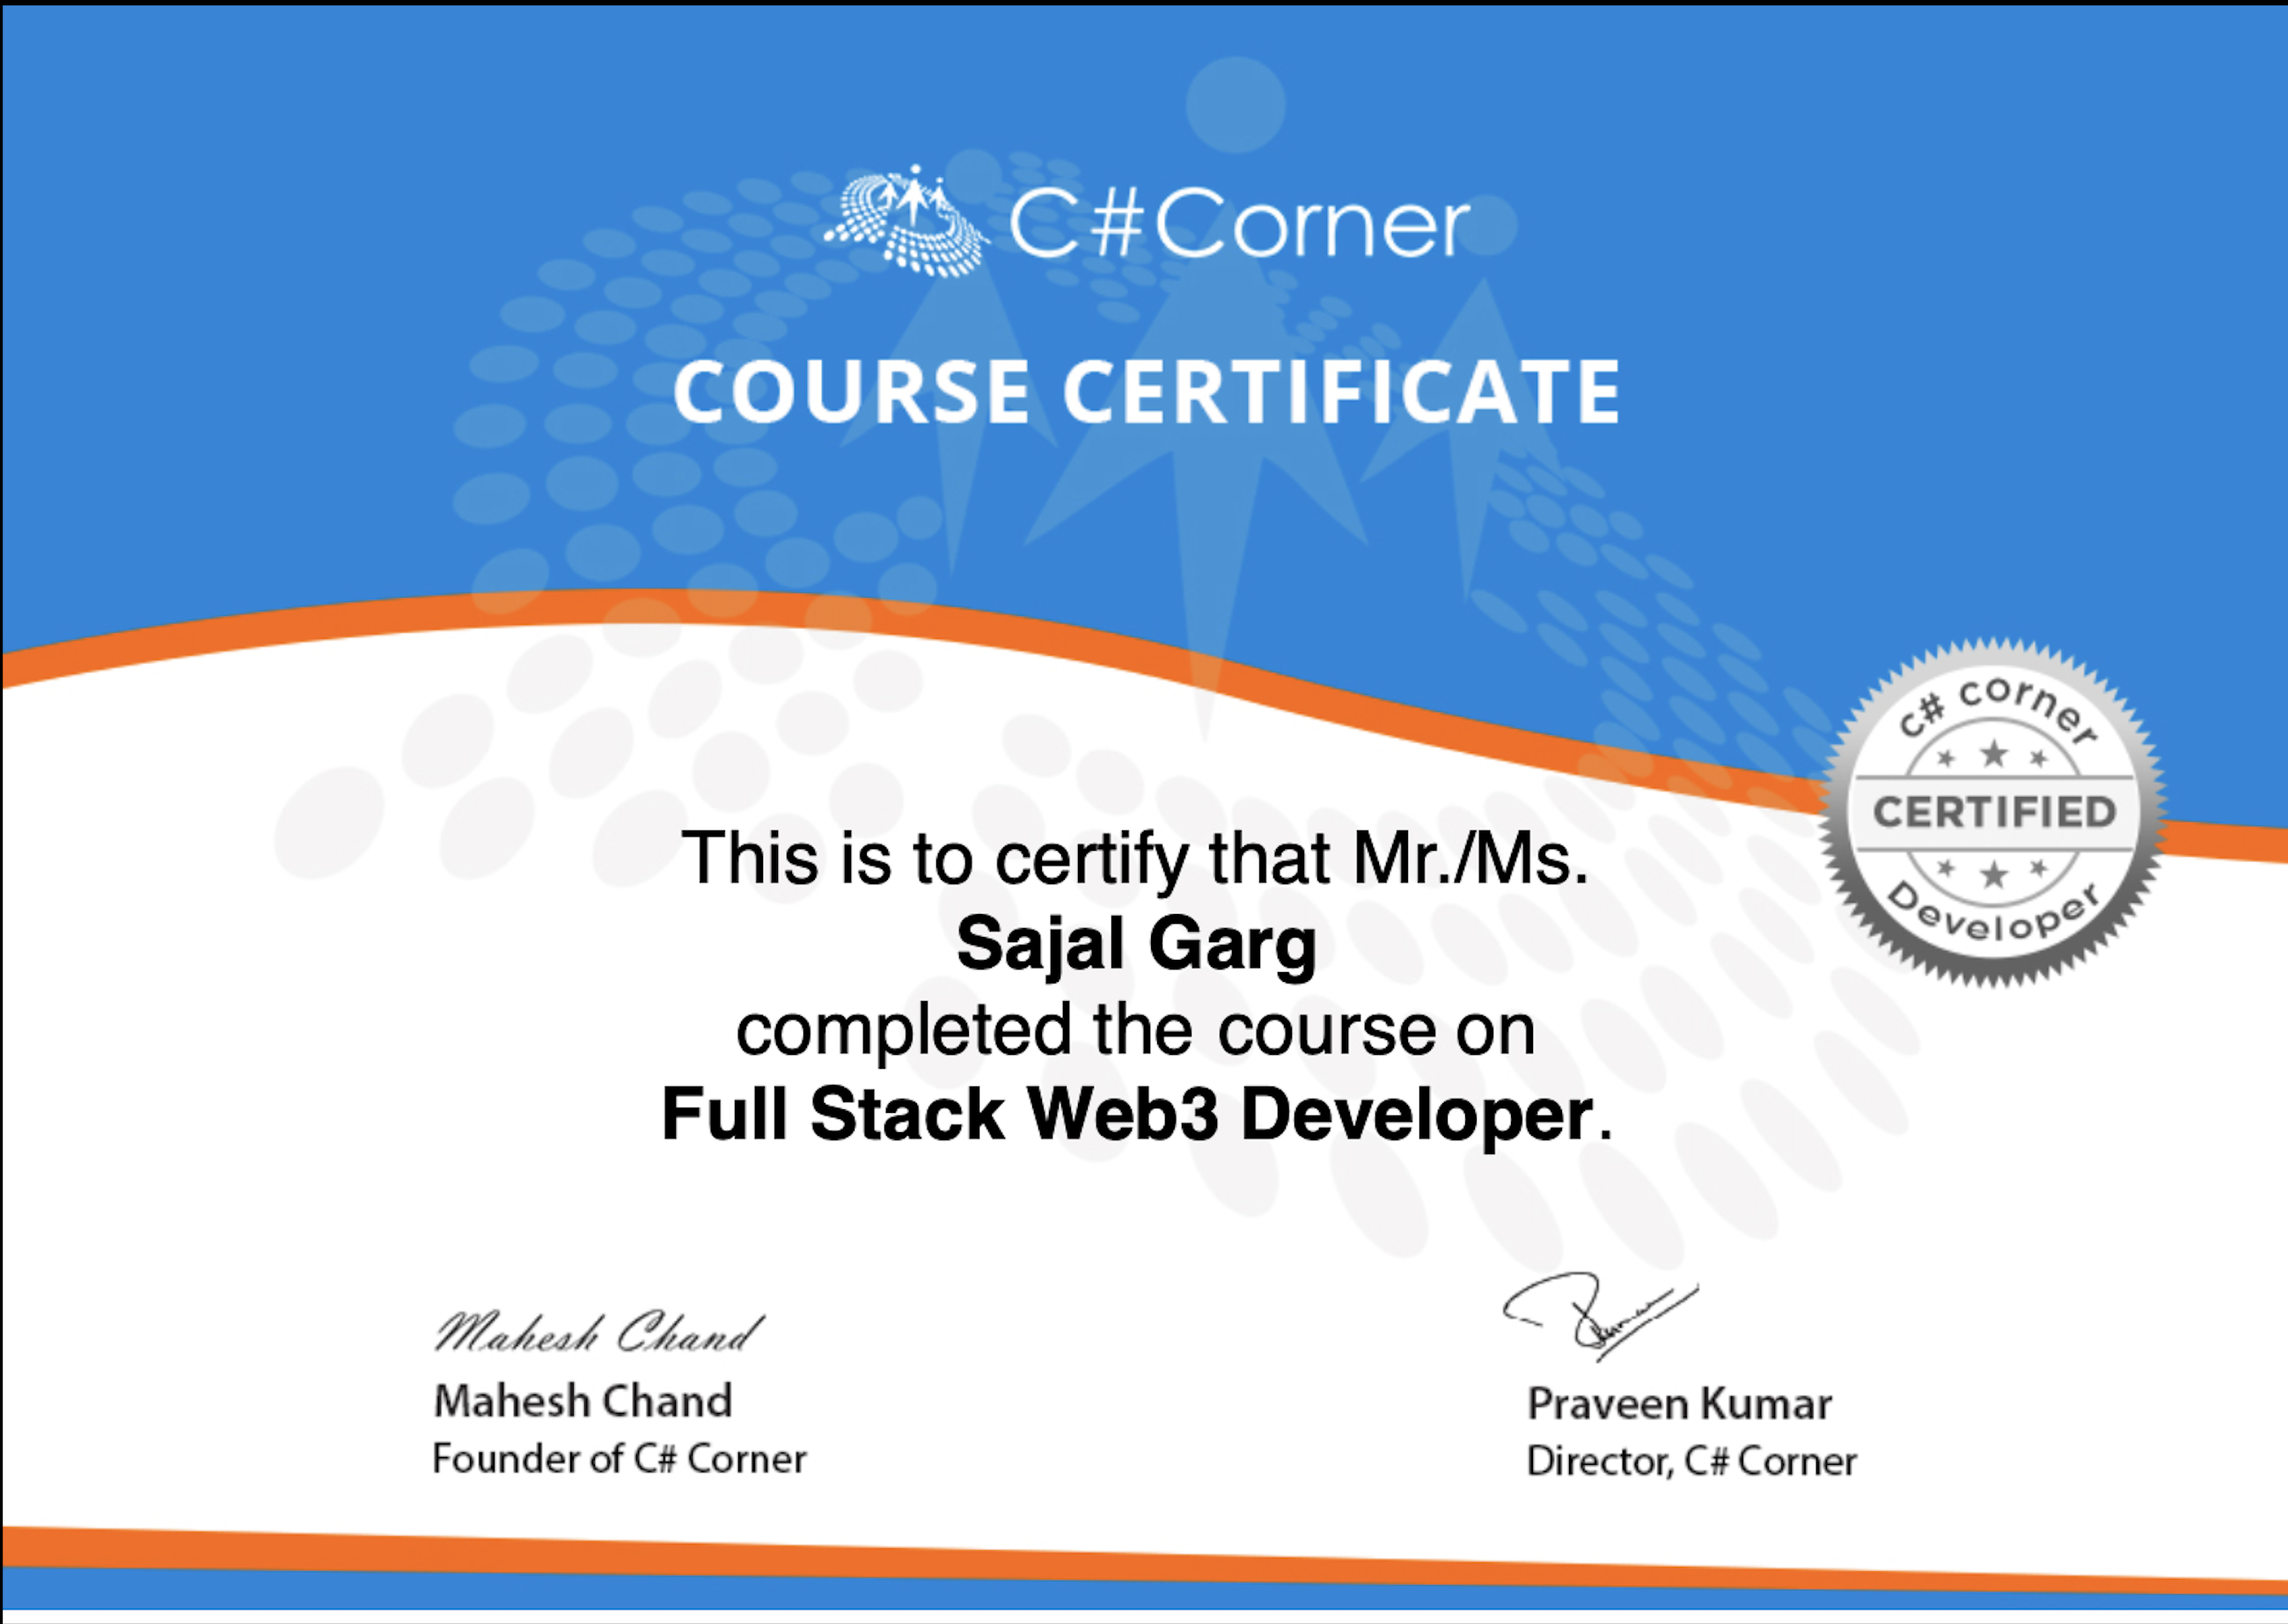 C#Corner
COURSE CERTIFICATE
c# corner
CERTIFIED
Developer
This is to certify that Mr./Ms.
Sajal Garg
completed the course on
Full Stack Web3 Developer.
Mahesh Chand
Mahesh Chand
Founder of C# Corner
Praveen Kumar
Director, C# Corner